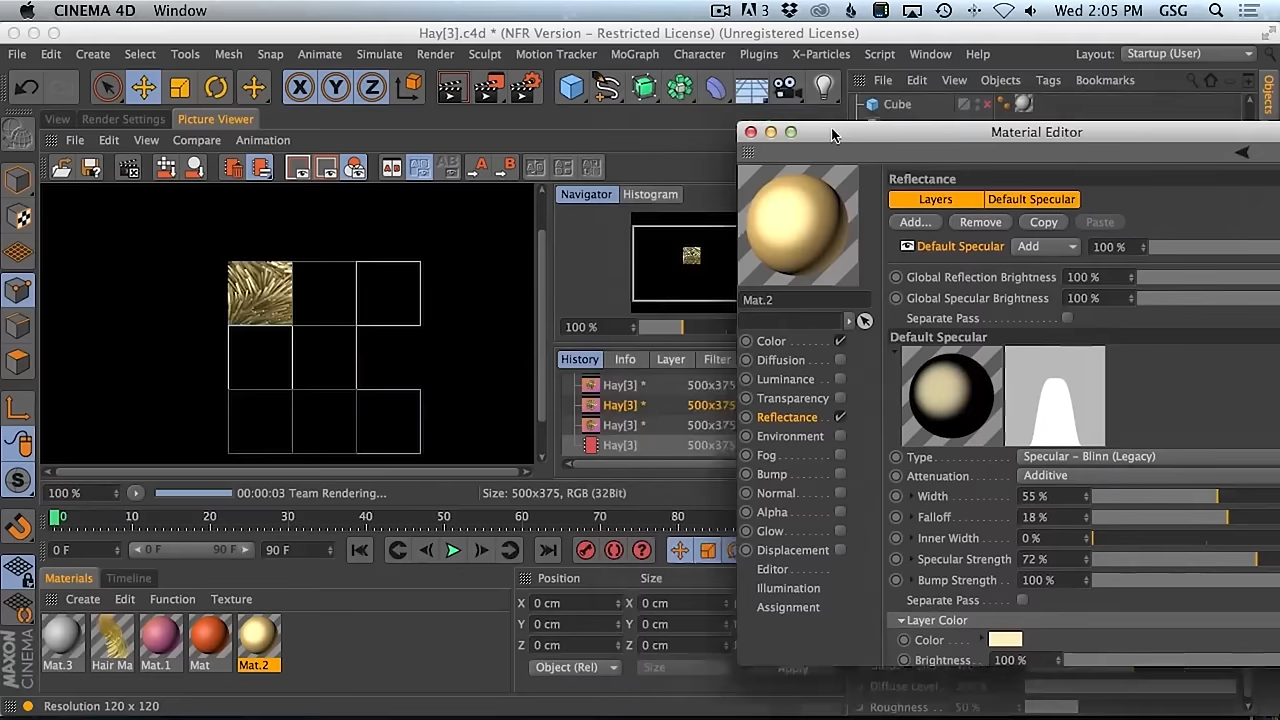 CINEMA 4D Window 3 Wed 2:05 PM GSG
Hay[3].c4d * (NFR Version - Restricted License) (Unregistered License)
File Edit Create Select Tools Mesh Snap Animate Simulate Render Sculpt Motion Tracker MoGraph Character Plugins X-Particles Script Window Help Layout: Startup (User)
X Y Z File Edit View Objects Tags Bookmarks
Objects
Cube
View Render Settings Picture Viewer
File Edit View Compare Animation
Material Editor
AB A B
Navigator Histogram
Reflectance
Layers Default Specular
Add... Remove Copy Paste
Default Specular Add 100 %
Global Reflection Brightness 100 %
Global Specular Brightness 100 %
Separate Pass
Mat.2
100 %
Default Specular
History Info Layer Filter
Hay[3] * 500x375
Hay[3] * 500x375
Hay[3] * 500x375
Hay[3] 500x375
Color
Diffusion
Luminance
Transparency
Reflectance
Environment
Fog
Bump
Normal
Alpha
Glow
Displacement
Editor
Illumination
Assignment
Type Specular - Blinn (Legacy)
Attenuation Additive
Width 55 %
Falloff 18 %
Inner Width 0 %
Specular Strength 72 %
Bump Strength 100 %
Separate Pass
Layer Color
Color
Brightness 100 %
Diffuse Level
Roughness 50 %
100 % 00:00:03 Team Rendering... Size: 500x375, RGB (32Bit)
0 10 20 30 40 50 60 70 80
0 F 0 F 90 F 90 F
Materials Timeline
Create Edit Function Texture
Mat.3 Hair Ma Mat.1 Mat Mat.2
Position Size
X 0 cm X 0 cm
Y 0 cm Y 0 cm
Z 0 cm Z 0 cm
Object (Rel) Size Apply
MAXON
CINEMA
Resolution 120 x 120